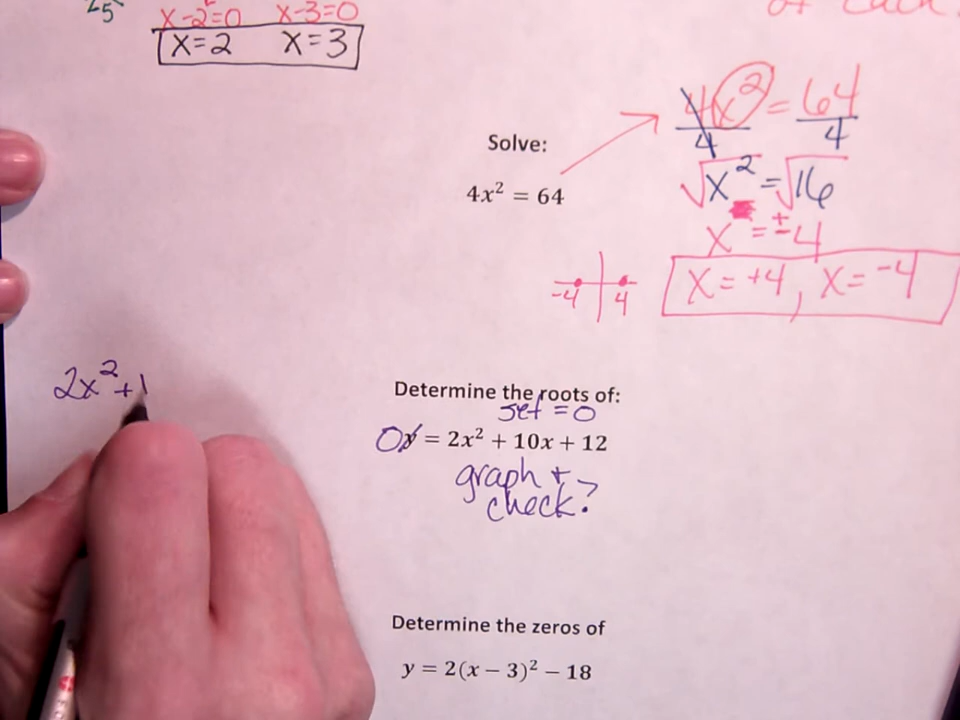 x-2=0 x-3=0
x=2 x=3
4x² = 64
4 4
Solve:
4x² = 64
√x² = √16
x = ±4
-4 4
x = +4, x = -4
2x² + 1
Determine the roots of:
set = 0
0 y = 2x² + 10x + 12
graph +
check?
Determine the zeros of
y = 2(x − 3)² − 18